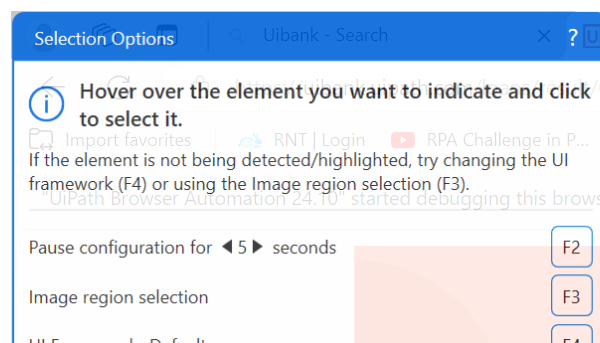 Selection Options
Uibank - Search
?
Hover over the element you want to indicate and click
to select it.
Import favorites
RNT | Login
RPA Challenge in P...
If the element is not being detected/highlighted, try changing the UI
framework (F4) or using the Image region selection (F3).
"UiPath Browser Automation 24.10" started debugging this brows
Pause configuration for ◀ 5 ▶ seconds
F2
Image region selection
F3
F4